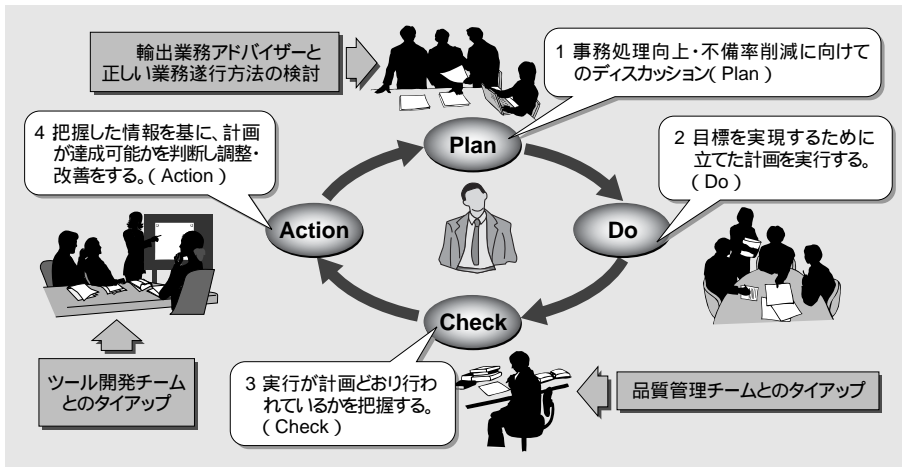 輸出業務アドバイザーと
正しい業務遂行方法の検討
1 事務処理向上・不備率削減に向けて
のディスカッション(Plan)
4 把握した情報を基に、計画
が達成可能かを判断し調整・
改善をする。(Action)
Plan
2 目標を実現するために
立てた計画を実行する。
(Do)
Action
Do
Check
ツール開発チーム
とのタイアップ
3 実行が計画どおり行わ
れているかを把握する。
(Check)
品質管理チームとのタイアップ